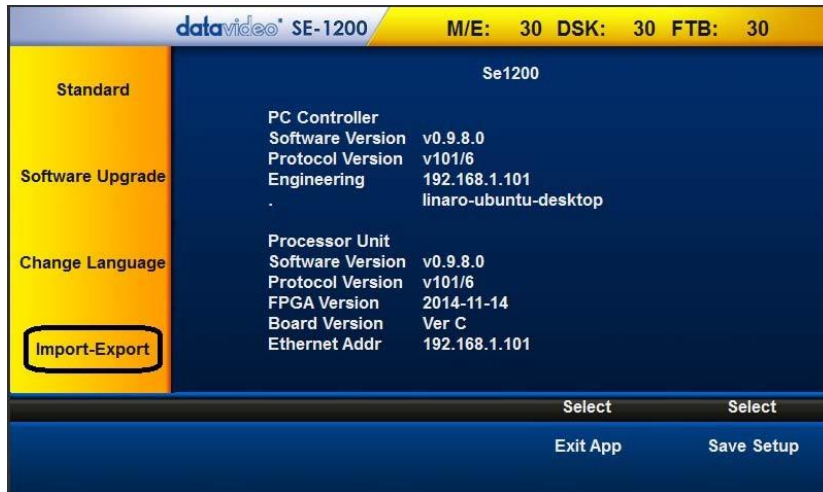 datavideo SE-1200 M/E: 30 DSK: 30 FTB: 30
Standard
Software Upgrade
Change Language
Import-Export
Se1200
PC Controller
Software Version v0.9.8.0
Protocol Version v101/6
Engineering 192.168.1.101
. linaro-ubuntu-desktop
Processor Unit
Software Version v0.9.8.0
Protocol Version v101/6
FPGA Version 2014-11-14
Board Version Ver C
Ethernet Addr 192.168.1.101
Select Select
Exit App Save Setup